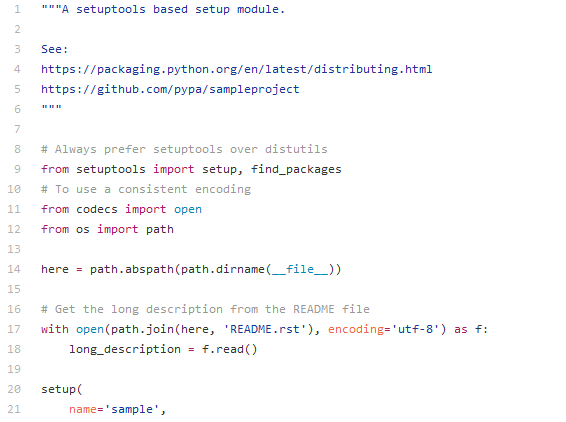 1 """A setuptools based setup module.
2
3 See:
4 https://packaging.python.org/en/latest/distributing.html
5 https://github.com/pypa/sampleproject
6 """
7
8 # Always prefer setuptools over distutils
9 from setuptools import setup, find_packages
10 # To use a consistent encoding
11 from codecs import open
12 from os import path
13
14 here = path.abspath(path.dirname(__file__))
15
16 # Get the long description from the README file
17 with open(path.join(here, 'README.rst'), encoding='utf-8') as f:
18     long_description = f.read()
19
20 setup(
21     name='sample',